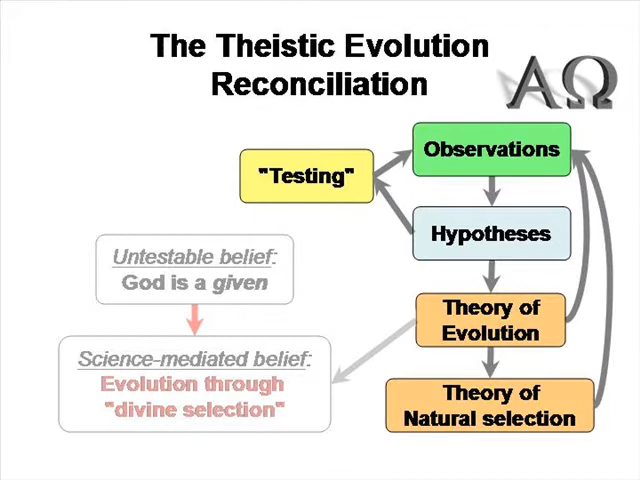 The Theistic Evolution
Reconciliation
ΑΩ
Observations
"Testing"
Hypotheses
Untestable belief:
God is a given
Theory of
Evolution
Science-mediated belief:
Evolution through
"divine selection"
Theory of
Natural selection